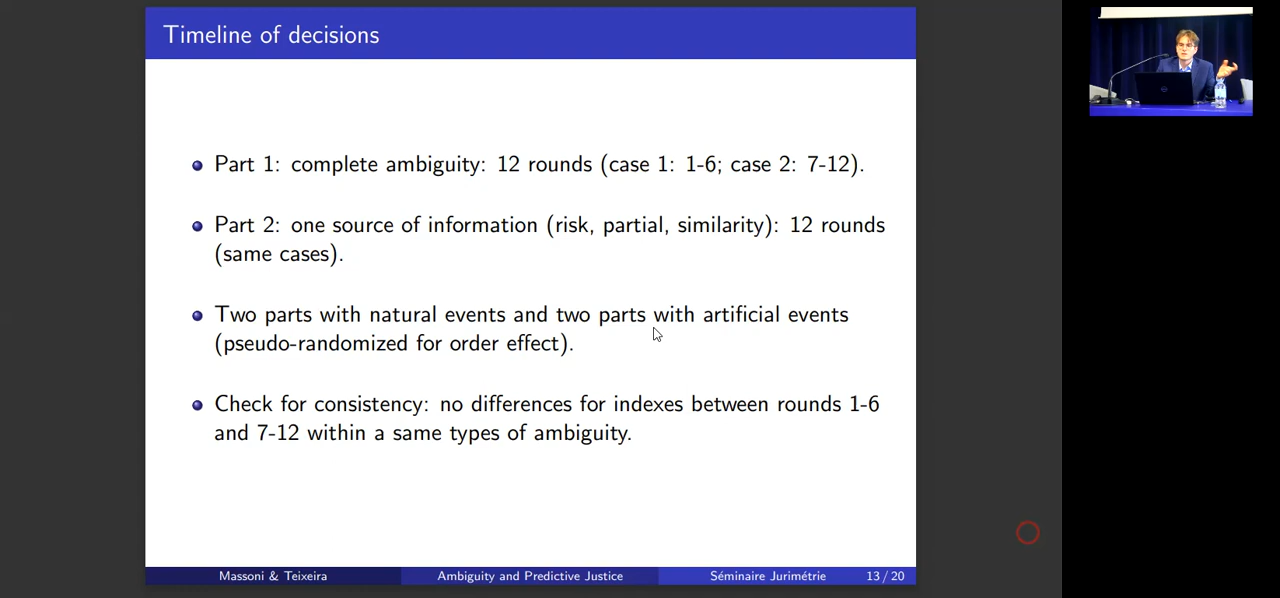 Timeline of decisions
Part 1: complete ambiguity: 12 rounds (case 1: 1-6; case 2: 7-12).
Part 2: one source of information (risk, partial, similarity): 12 rounds
(same cases).
Two parts with natural events and two parts with artificial events
(pseudo-randomized for order effect).
Check for consistency: no differences for indexes between rounds 1-6
and 7-12 within a same types of ambiguity.
Massoni & Teixeira
Ambiguity and Predictive Justice
Séminaire Jurimétrie
13 / 20